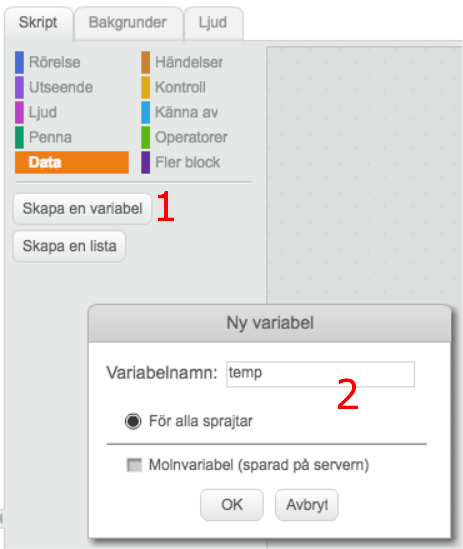 Skript Bakgrunder Ljud
Rörelse Händelser
Utseende Kontroll
Ljud Känna av
Penna Operatorer
Data Fler block
Skapa en variabel 1
Skapa en lista
Ny variabel
Variabelnamn: temp 2
För alla sprajtar
Molnvariabel (sparad på servern)
OK Avbryt